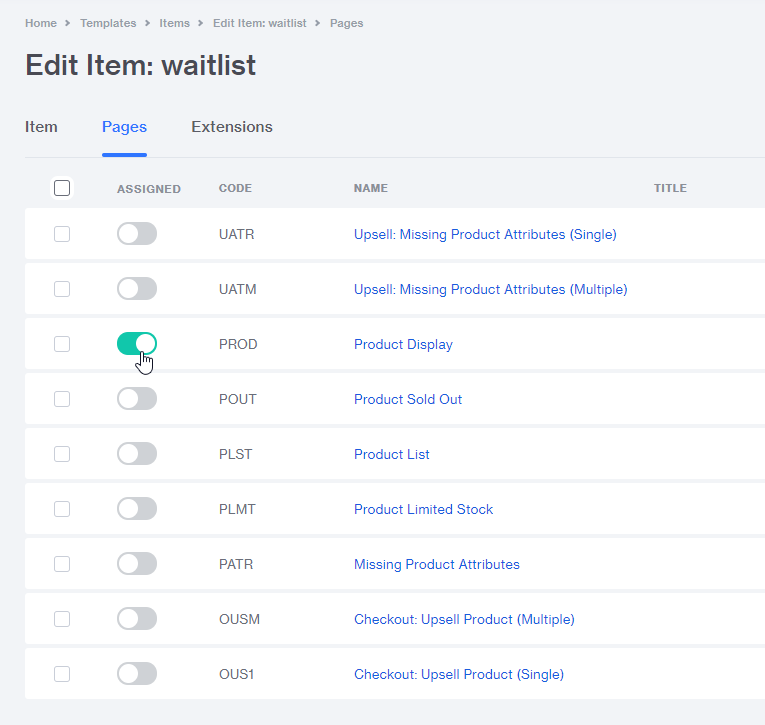 Home > Templates > Items > Edit Item: waitlist > Pages
Edit Item: waitlist
Item Pages Extensions
ASSIGNED CODE NAME TITLE
UATR Upsell: Missing Product Attributes (Single)
UATM Upsell: Missing Product Attributes (Multiple)
PROD Product Display
POUT Product Sold Out
PLST Product List
PLMT Product Limited Stock
PATR Missing Product Attributes
OUSM Checkout: Upsell Product (Multiple)
OUS1 Checkout: Upsell Product (Single)